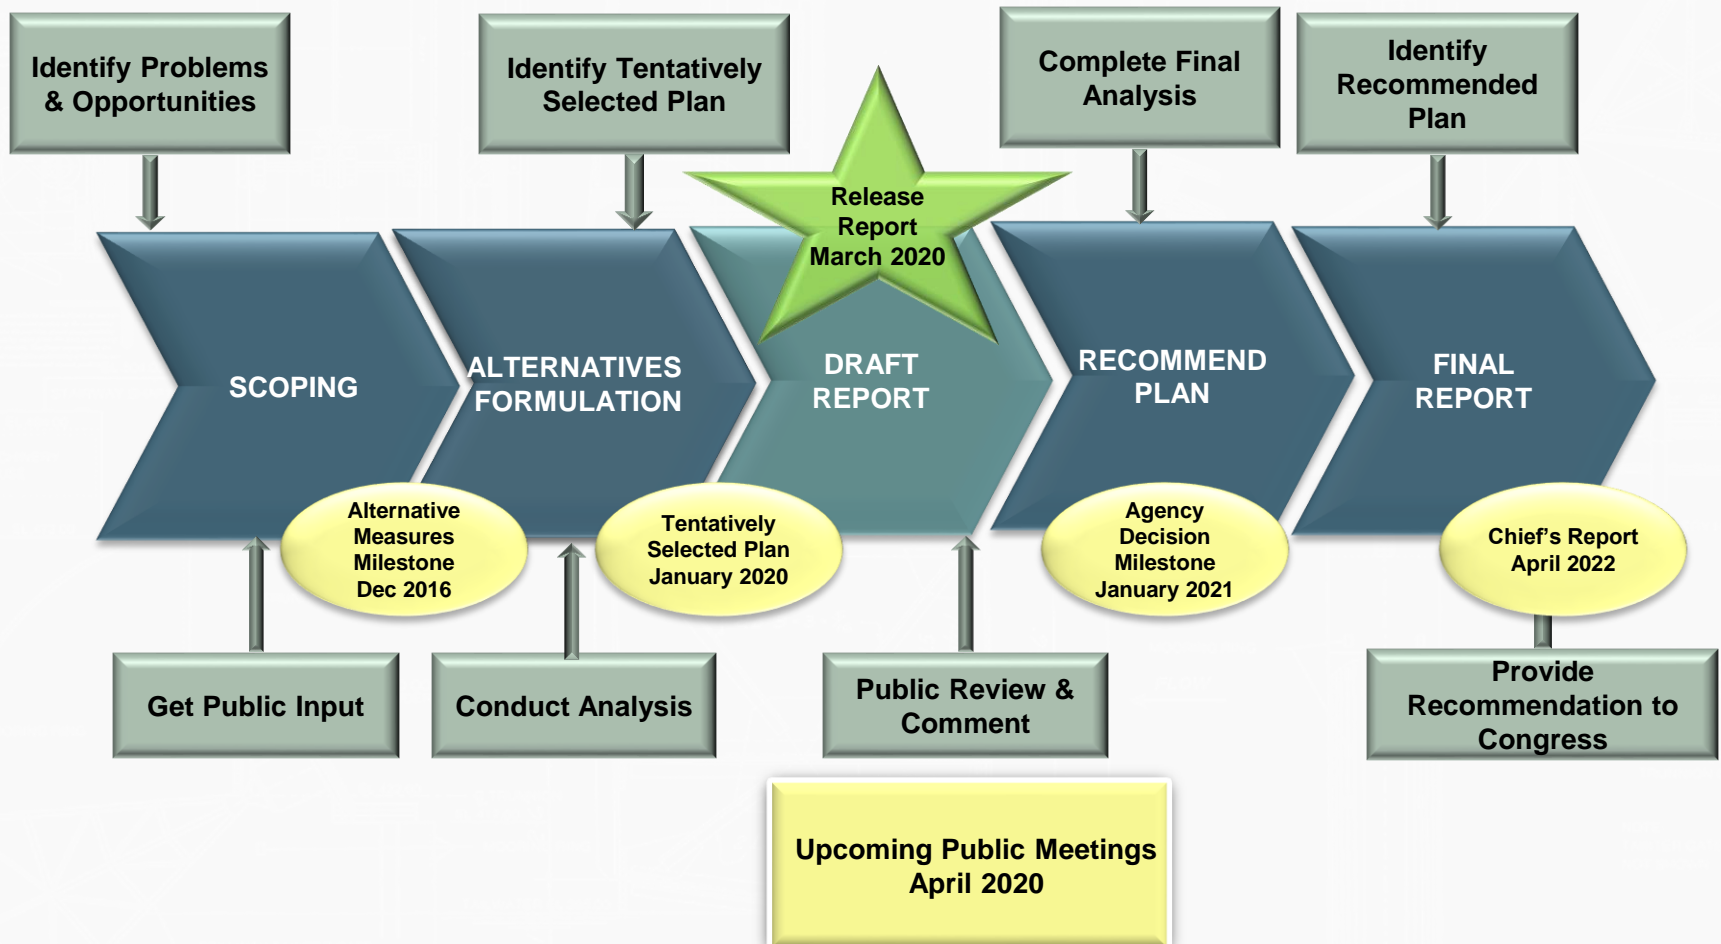 Identify Problems
& Opportunities
Identify Tentatively
Selected Plan
Complete Final
Analysis
Identify
Recommended
Plan
Release
Report
March 2020
SCOPING
ALTERNATIVES
FORMULATION
DRAFT
REPORT
RECOMMEND
PLAN
FINAL
REPORT
Alternative
Measures
Milestone
Dec 2016
Tentatively
Selected Plan
January 2020
Agency
Decision
Milestone
January 2021
Chief's Report
April 2022
Get Public Input
Conduct Analysis
Public Review &
Comment
Provide
Recommendation to
Congress
Upcoming Public Meetings
April 2020